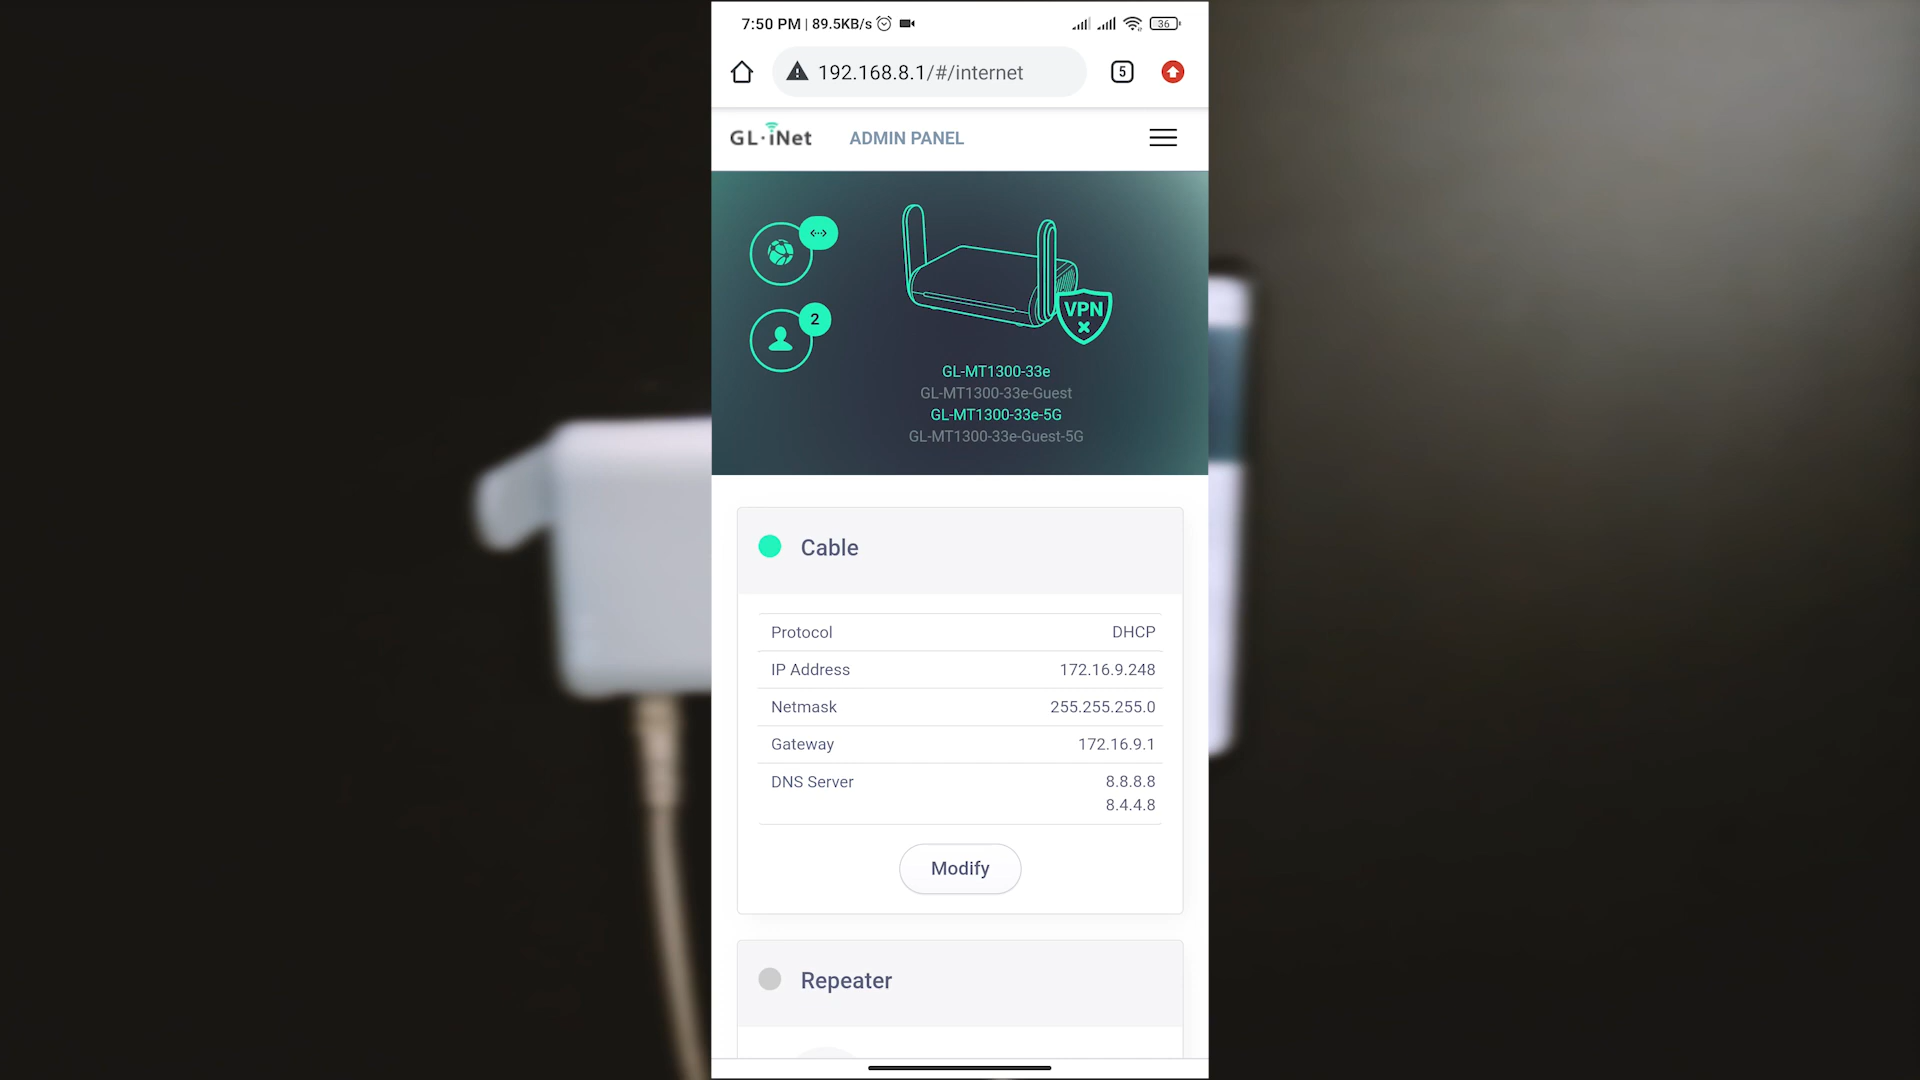 7:50 PM | 89.5KB/s 36
192.168.8.1/#/internet 5
GL·iNet ADMIN PANEL
2
VPN
GL-MT1300-33e
GL-MT1300-33e-Guest
GL-MT1300-33e-5G
GL-MT1300-33e-Guest-5G
Cable
Protocol DHCP
IP Address 172.16.9.248
Netmask 255.255.255.0
Gateway 172.16.9.1
DNS Server 8.8.8.8
8.4.4.8
Modify
Repeater